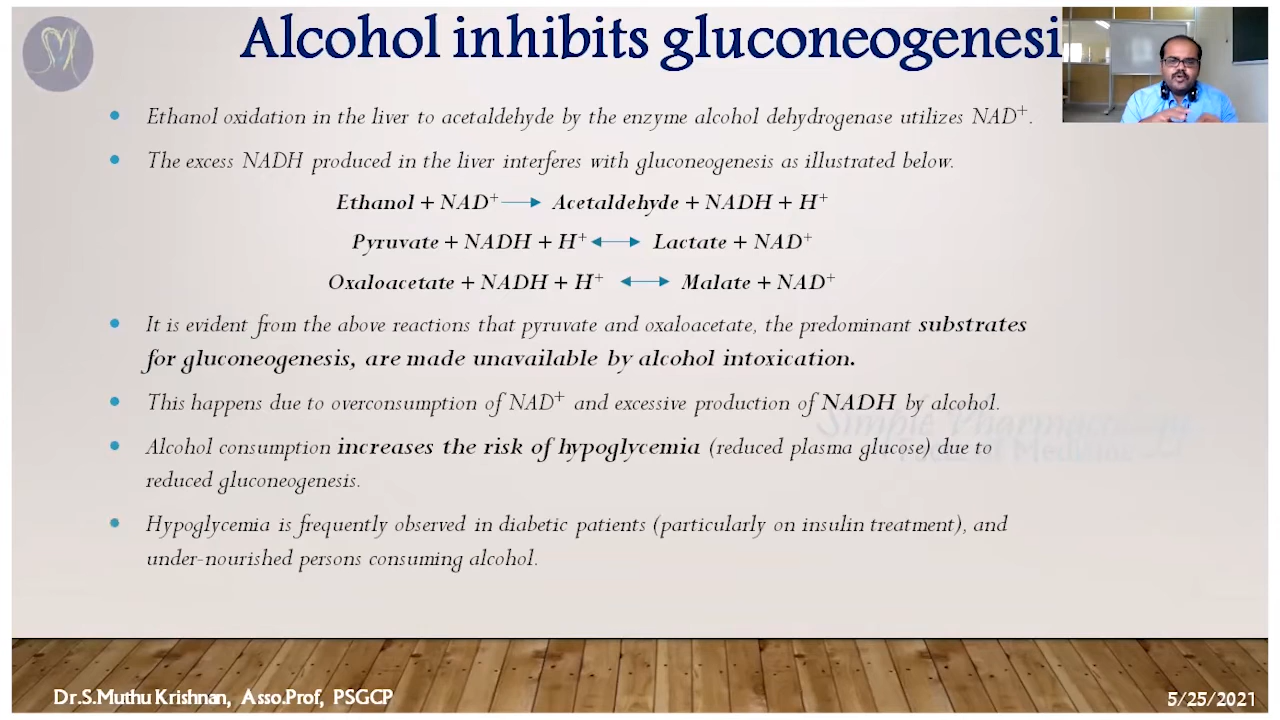 Alcohol inhibits gluconeogenesi
Ethanol oxidation in the liver to acetaldehyde by the enzyme alcohol dehydrogenase utilizes NAD⁺.
The excess NADH produced in the liver interferes with gluconeogenesis as illustrated below.
Ethanol + NAD⁺ → Acetaldehyde + NADH + H⁺
Pyruvate + NADH + H⁺ ↔ Lactate + NAD⁺
Oxaloacetate + NADH + H⁺ ↔ Malate + NAD⁺
It is evident from the above reactions that pyruvate and oxaloacetate, the predominant substrates
for gluconeogenesis, are made unavailable by alcohol intoxication.
This happens due to overconsumption of NAD⁺ and excessive production of NADH by alcohol.
Simple Pharmacology
Alcohol consumption increases the risk of hypoglycemia (reduced plasma glucose) due to
reduced gluconeogenesis.
Hypoglycemia is frequently observed in diabetic patients (particularly on insulin treatment), and
under-nourished persons consuming alcohol.
Dr.S.Muthu Krishnan, Asso.Prof, PSGCP
5/25/2021